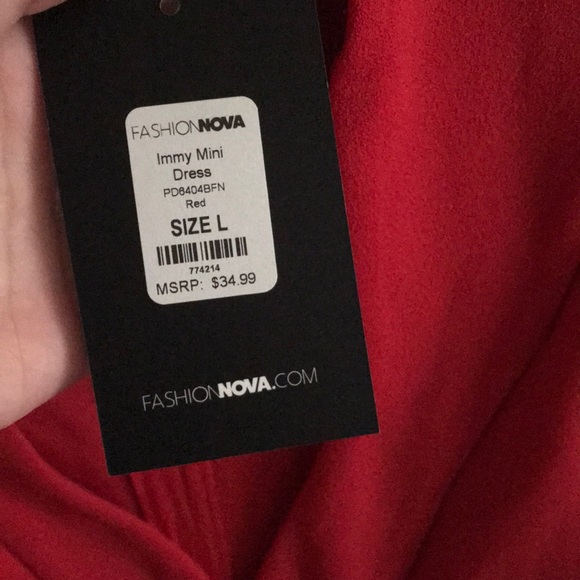 FASHIONNOVA
Immy Mini
Dress
PD6404BFN
Red
SIZE L
774214
MSRP: $34.99
FASHIONNOVA.COM